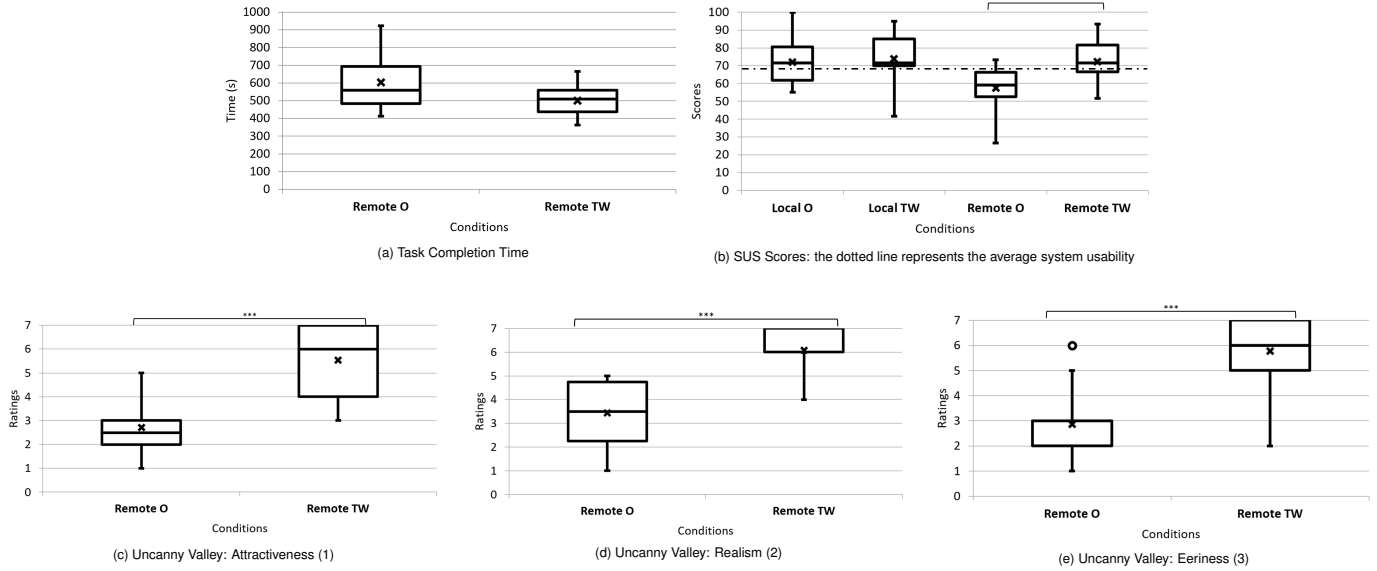 1000
900
800
700
600
500
400
300
200
100
0
Time (s)
Remote O
Remote TW
Conditions
(a) Task Completion Time
100
90
80
70
60
50
40
30
20
10
0
Scores
Local O
Local TW
Remote O
Remote TW
Conditions
(b) SUS Scores: the dotted line represents the average system usability
***
7
6
5
4
3
2
1
0
Ratings
Remote O
Remote TW
Conditions
(c) Uncanny Valley: Attractiveness (1)
***
7
6
5
4
3
2
1
0
Ratings
Remote O
Remote TW
Conditions
(d) Uncanny Valley: Realism (2)
***
7
6
5
4
3
2
1
0
Ratings
Remote O
Remote TW
Conditions
(e) Uncanny Valley: Eeriness (3)